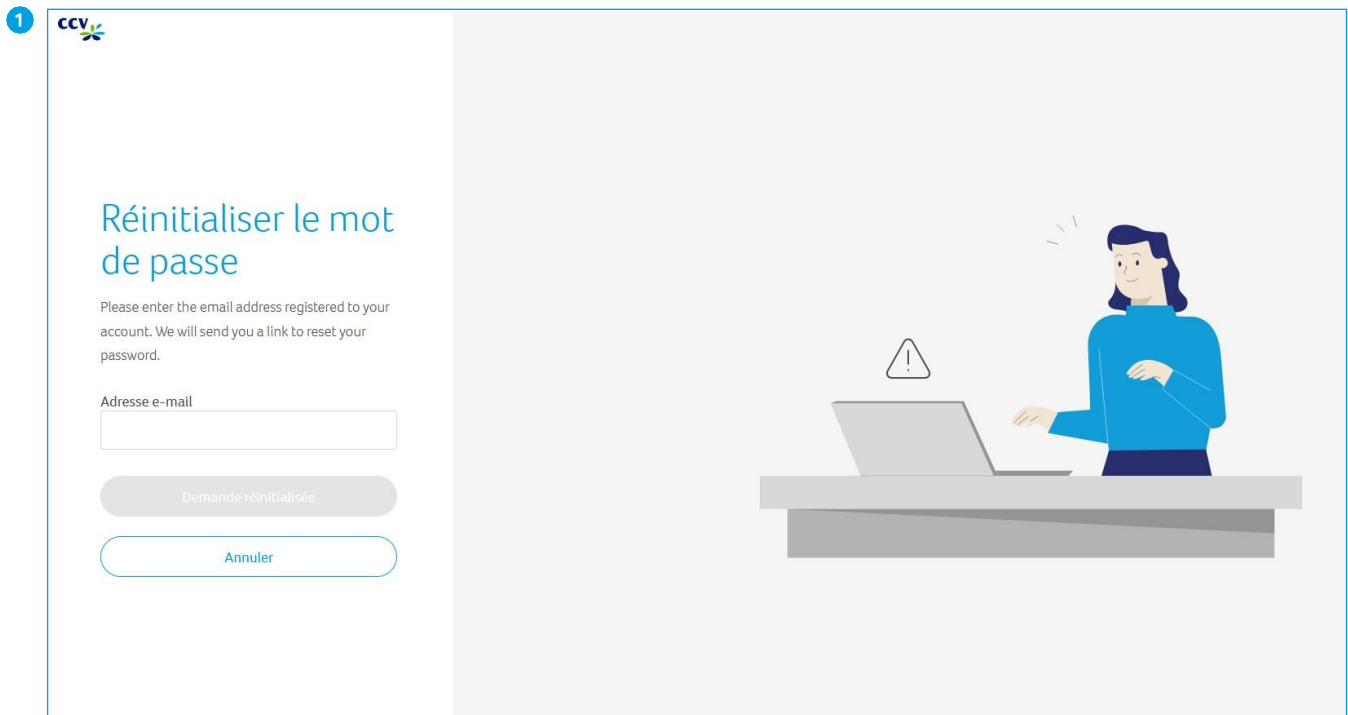 1
ccv
Réinitialiser le mot
de passe
Please enter the email address registered to your
account. We will send you a link to reset your
password.
Adresse e-mail
Demande réinitialisée
Annuler